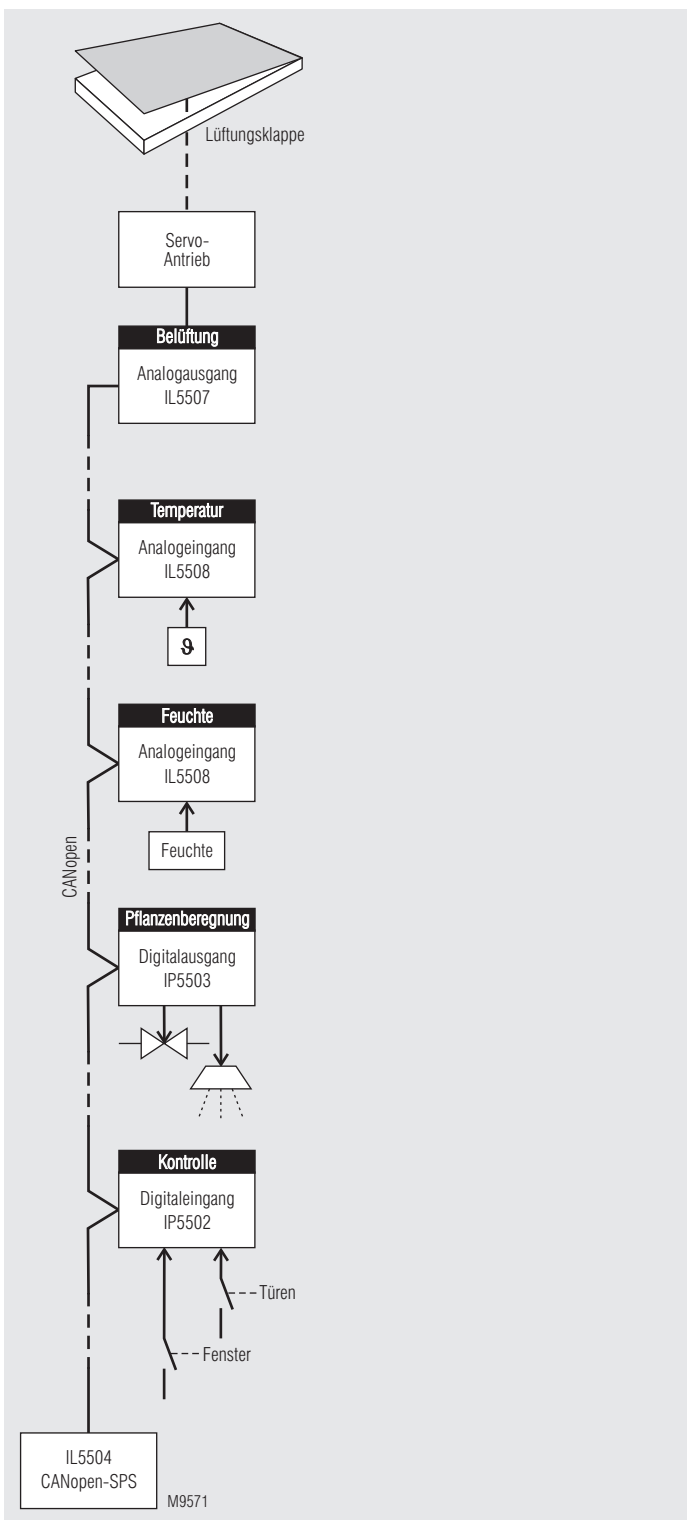 Lüftungsklappe
Servo-
Antrieb
Belüftung
Analogausgang
IL5507
Temperatur
Analogeingang
IL5508
ϑ
Feuchte
Analogeingang
IL5508
Feuchte
CANopen
Pflanzenberegnung
Digitalausgang
IP5503
Kontrolle
Digitaleingang
IP5502
Türen
Fenster
IL5504
CANopen-SPS
M9571